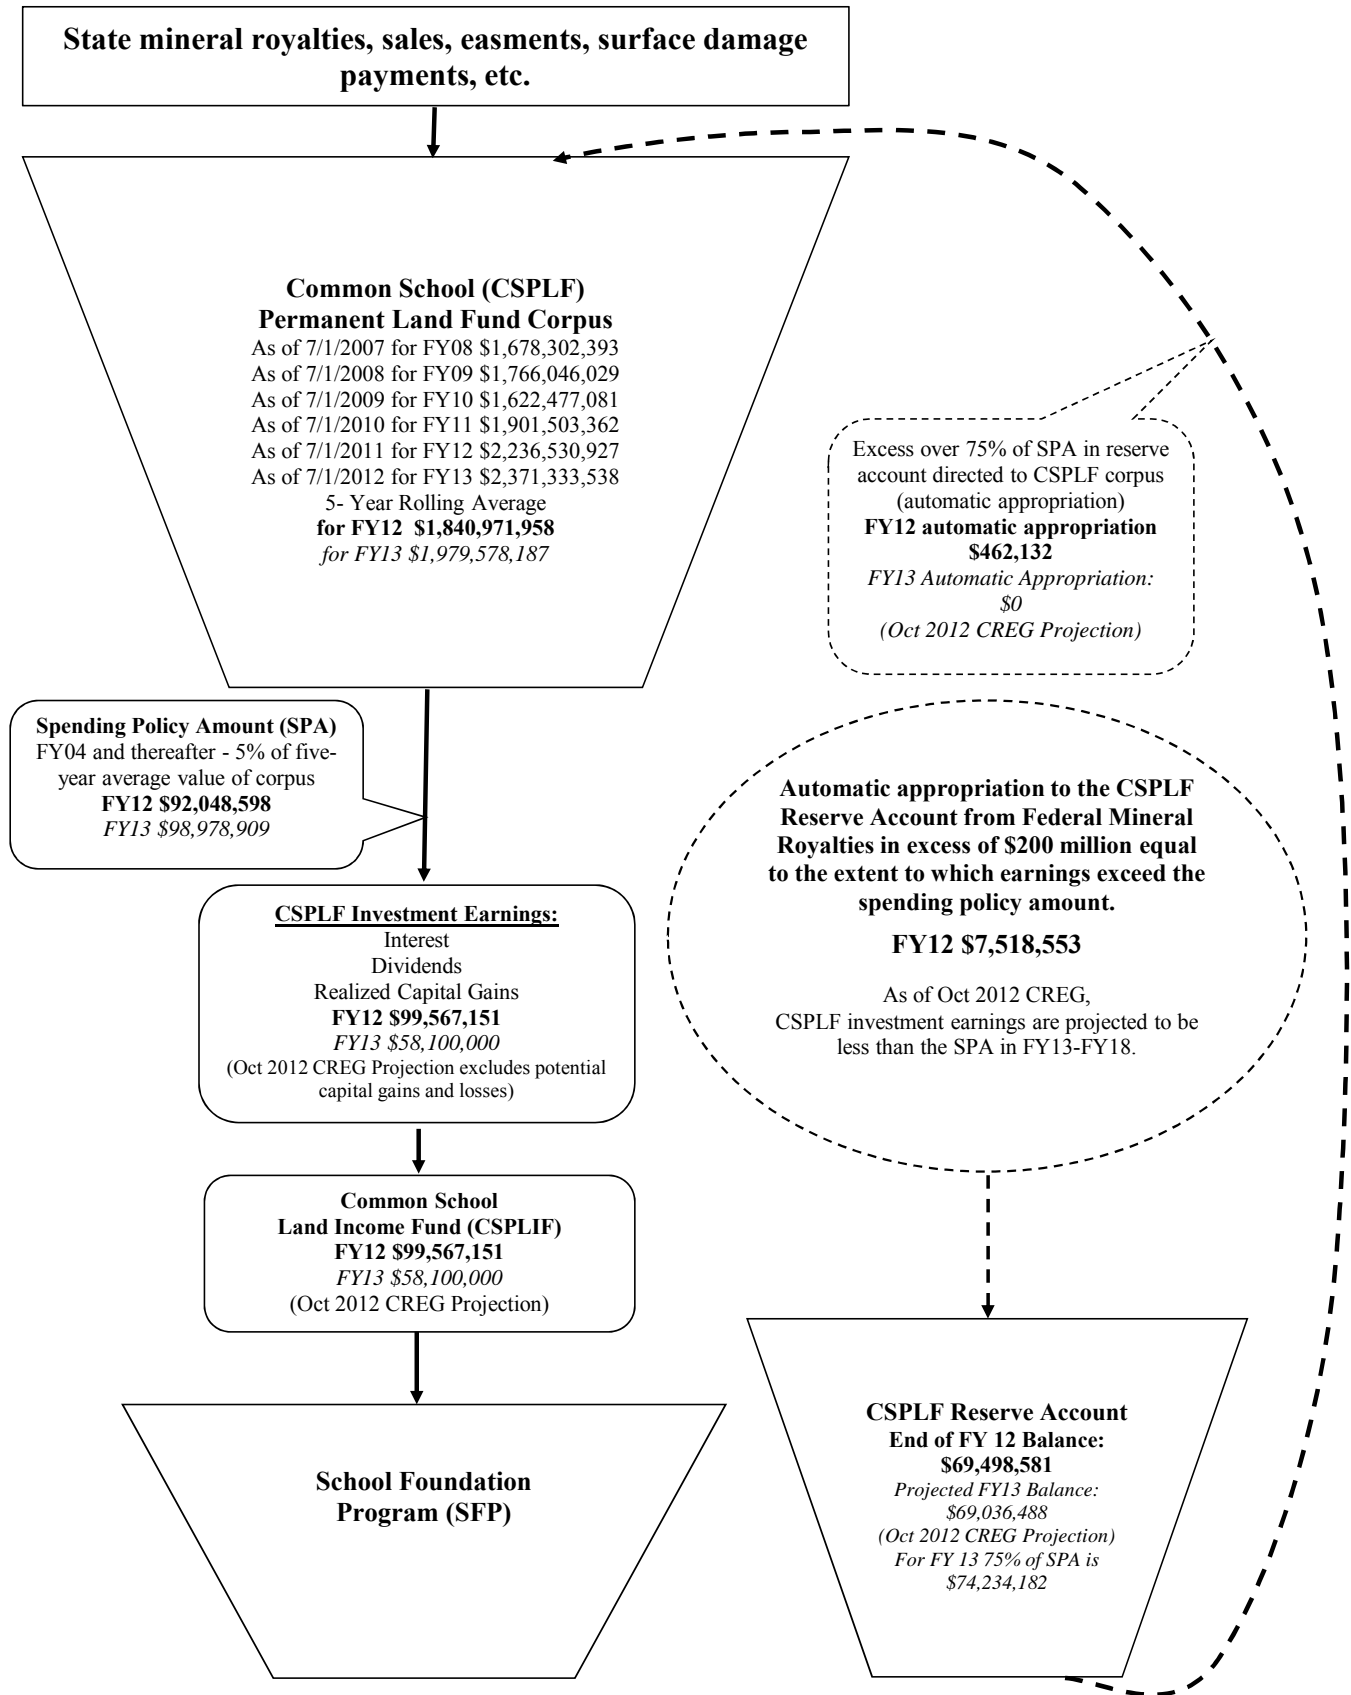 State mineral royalties, sales, easments, surface damage
payments, etc.
Common School (CSPLF)
Permanent Land Fund Corpus
As of 7/1/2007 for FY08 $1,678,302,393
As of 7/1/2008 for FY09 $1,766,046,029
As of 7/1/2009 for FY10 $1,622,477,081
As of 7/1/2010 for FY11 $1,901,503,362
As of 7/1/2011 for FY12 $2,236,530,927
As of 7/1/2012 for FY13 $2,371,333,538
5- Year Rolling Average
for FY12 $1,840,971,958
for FY13 $1,979,578,187
Excess over 75% of SPA in reserve
account directed to CSPLF corpus
(automatic appropriation)
FY12 automatic appropriation
$462,132
FY13 Automatic Appropriation:
$0
(Oct 2012 CREG Projection)
Spending Policy Amount (SPA)
FY04 and thereafter - 5% of five-
year average value of corpus
FY12 $92,048,598
FY13 $98,978,909
Automatic appropriation to the CSPLF
Reserve Account from Federal Mineral
Royalties in excess of $200 million equal
to the extent to which earnings exceed the
spending policy amount.
FY12 $7,518,553
As of Oct 2012 CREG,
CSPLF investment earnings are projected to be
less than the SPA in FY13-FY18.
CSPLF Investment Earnings:
Interest
Dividends
Realized Capital Gains
FY12 $99,567,151
FY13 $58,100,000
(Oct 2012 CREG Projection excludes potential
capital gains and losses)
Common School
Land Income Fund (CSPLIF)
FY12 $99,567,151
FY13 $58,100,000
(Oct 2012 CREG Projection)
School Foundation
Program (SFP)
CSPLF Reserve Account
End of FY 12 Balance:
$69,498,581
Projected FY13 Balance:
$69,036,488
(Oct 2012 CREG Projection)
For FY 13 75% of SPA is
$74,234,182